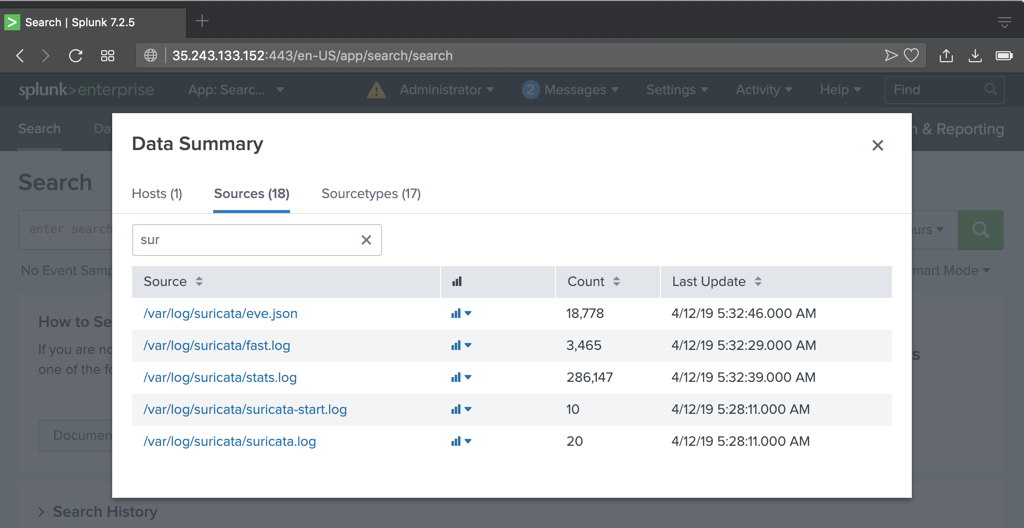 Search | Splunk 7.2.5
35.243.133.152:443/en-US/app/search/search
splunk>enterprise App: Searc... Administrator 2 Messages Settings Activity Help Find
Search & Reporting
Data Summary
Search
Hosts (1) Sources (18) Sourcetypes (17)
enter search
sur
No Event Samp
Source Count Last Update
/var/log/suricata/eve.json 18,778 4/12/19 5:32:46.000 AM
How to Se
/var/log/suricata/fast.log 3,465 4/12/19 5:32:29.000 AM
If you are
one of the
/var/log/suricata/stats.log 286,147 4/12/19 5:32:39.000 AM
/var/log/suricata/suricata-start.log 10 4/12/19 5:28:11.000 AM
Documen
/var/log/suricata/suricata.log 20 4/12/19 5:28:11.000 AM
Search History